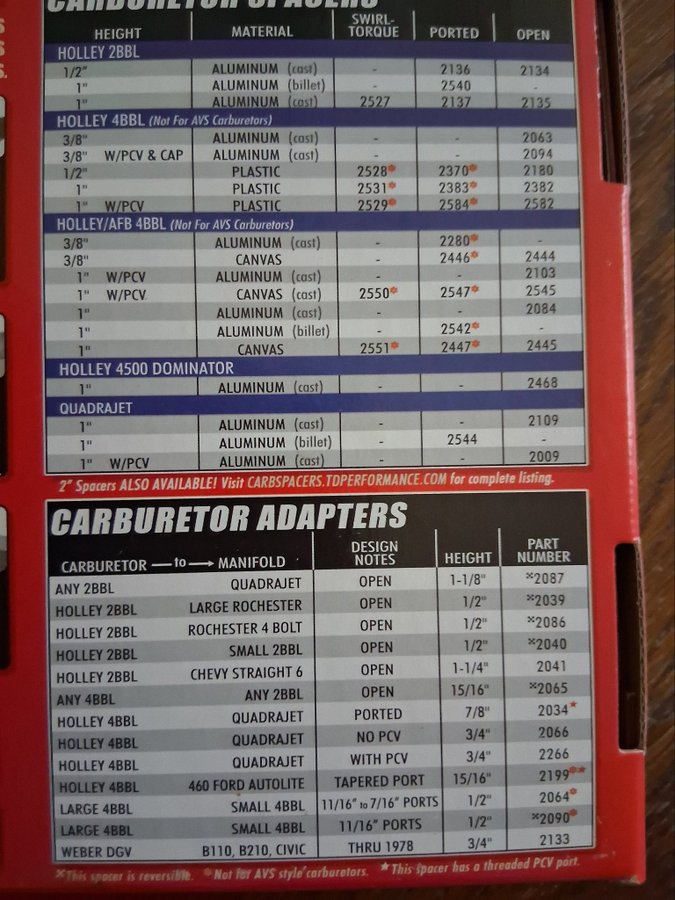 CARBURETOR SPACERS
HEIGHT MATERIAL SWIRL-TORQUE PORTED OPEN
HOLLEY 2BBL
1/2" ALUMINUM (cast) - 2136 2134
1" ALUMINUM (billet) - 2540 -
1" ALUMINUM (cast) 2527 2137 2135
HOLLEY 4BBL (Not For AVS Carburetors)
3/8" ALUMINUM (cast) - - 2063
3/8" W/PCV & CAP ALUMINUM (cast) - - 2094
1/2" PLASTIC 2528* 2370* 2180
1" PLASTIC 2531* 2383* 2382
1" W/PCV PLASTIC 2529* 2584* 2582
HOLLEY/AFB 4BBL (Not For AVS Carburetors)
3/8" ALUMINUM (cast) - 2280* -
3/8" CANVAS - 2446* 2444
1" W/PCV ALUMINUM (cast) - - 2103
1" W/PCV CANVAS (cast) 2550* 2547* 2545
1" ALUMINUM (cast) - - 2084
1" ALUMINUM (billet) - 2542* -
1" CANVAS (cast) 2551* 2447* 2445
HOLLEY 4500 DOMINATOR
1" ALUMINUM (cast) - - 2468
QUADRAJET
1" ALUMINUM (cast) - - 2109
1" ALUMINUM (billet) - 2544 -
1" W/PCV ALUMINUM (cast) - - 2009
2" Spacers ALSO AVAILABLE! Visit CARBSPACERS.TDPERFORMANCE.COM for complete listing.
CARBURETOR ADAPTERS
CARBURETOR —to→ MANIFOLD DESIGN NOTES HEIGHT PART NUMBER
ANY 2BBL QUADRAJET OPEN 1-1/8" ※2087
HOLLEY 2BBL LARGE ROCHESTER OPEN 1/2" ※2039
HOLLEY 2BBL ROCHESTER 4 BOLT OPEN 1/2" ※2086
HOLLEY 2BBL SMALL 2BBL OPEN 1/2" ※2040
HOLLEY 2BBL CHEVY STRAIGHT 6 OPEN 1-1/4" 2041
ANY 4BBL ANY 2BBL OPEN 15/16" ※2065
HOLLEY 4BBL QUADRAJET PORTED 7/8" 2034★
HOLLEY 4BBL QUADRAJET NO PCV 3/4" 2066
HOLLEY 4BBL QUADRAJET WITH PCV 3/4" 2266
HOLLEY 4BBL 460 FORD AUTOLITE TAPERED PORT 15/16" 2199*★
LARGE 4BBL SMALL 4BBL 11/16" to 7/16" PORTS 1/2" 2064*
LARGE 4BBL SMALL 4BBL 11/16" PORTS 1/2" ※2090*
WEBER DGV B110, B210, CIVIC THRU 1978 3/4" 2133
※This spacer is reversible. *Not for AVS style carburetors. ★This spacer has a threaded PCV port.